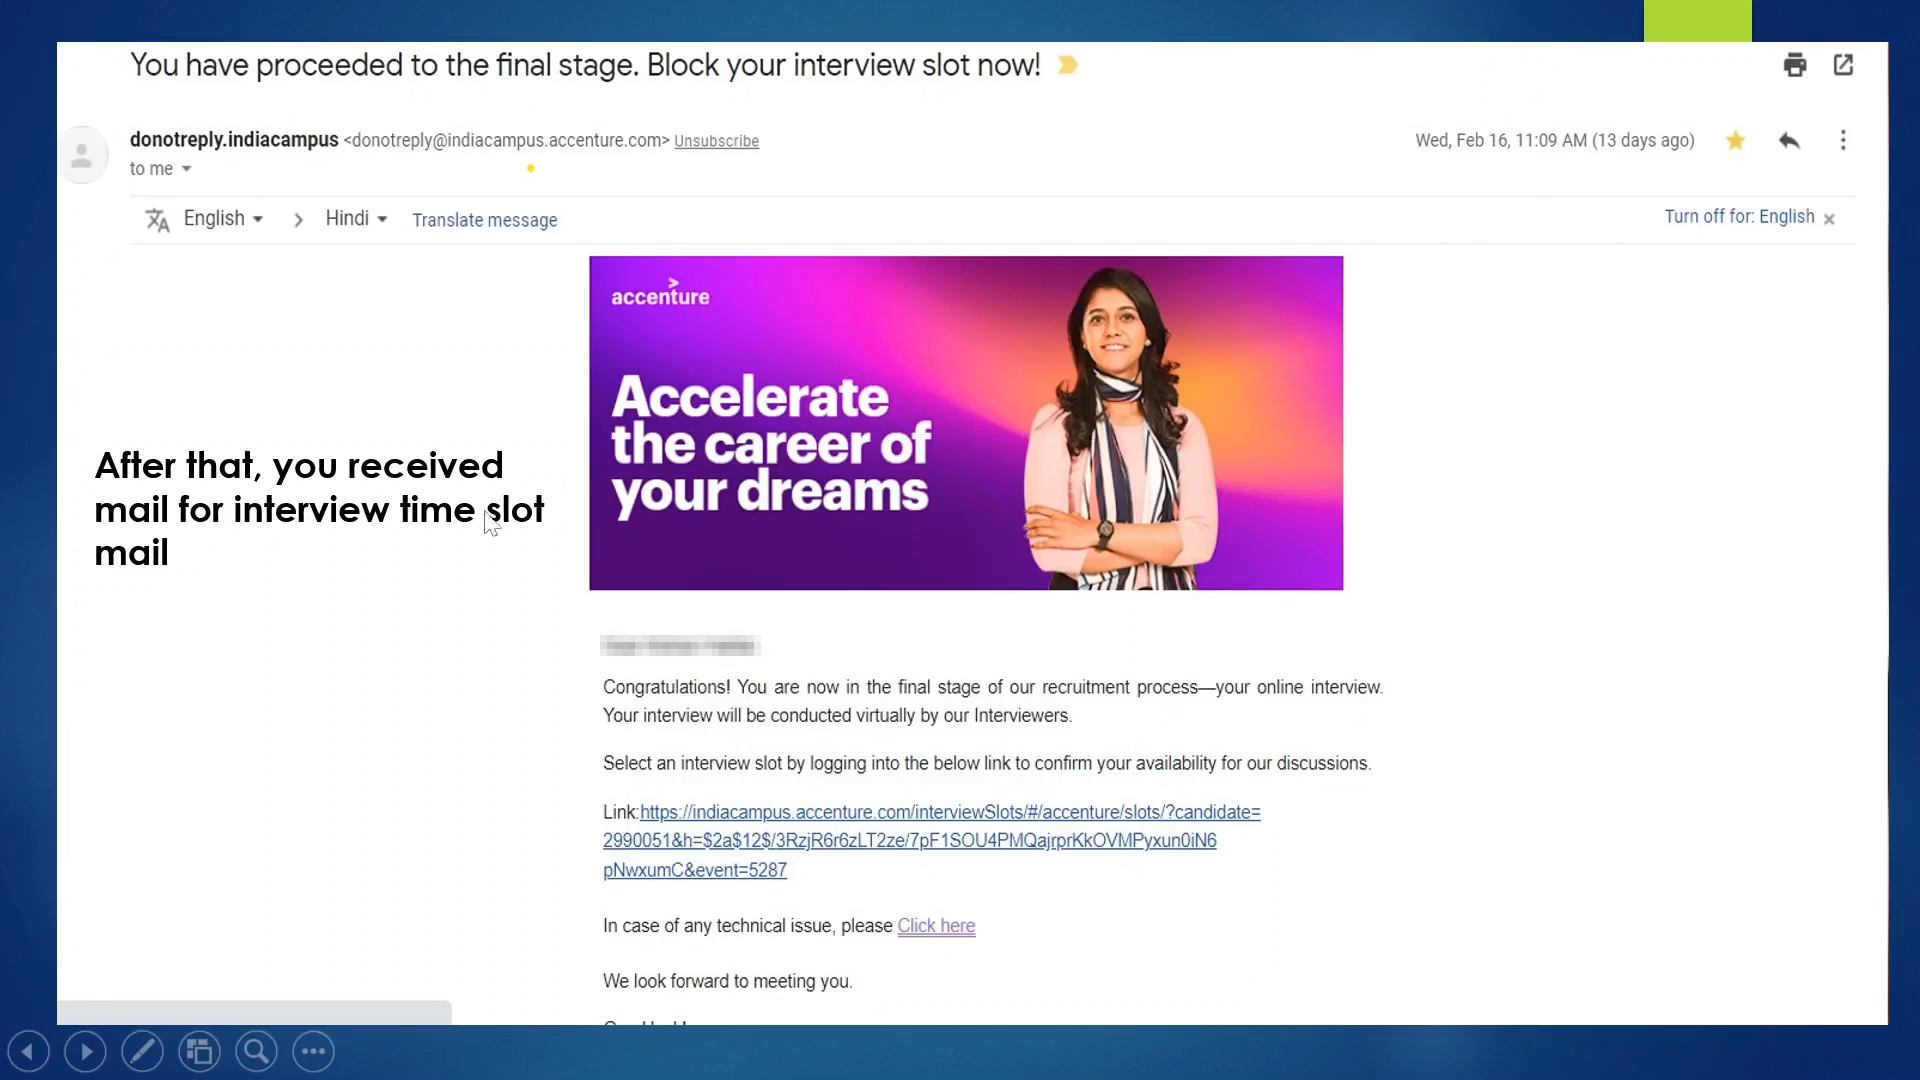 You have proceeded to the final stage. Block your interview slot now!
donotreply.indiacampus <donotreply@indiacampus.accenture.com> Unsubscribe
Wed, Feb 16, 11:09 AM (13 days ago)
to me
English > Hindi Translate message
Turn off for: English ×
accenture
Accelerate
the career of
your dreams
After that, you received
mail for interview time slot
mail
Congratulations! You are now in the final stage of our recruitment process—your online interview.
Your interview will be conducted virtually by our Interviewers.
Select an interview slot by logging into the below link to confirm your availability for our discussions.
Link:https://indiacampus.accenture.com/interviewSlots/#/accenture/slots/?candidate=
2990051&h=$2a$12$/3RzjR6r6zLT2ze/7pF1SOU4PMQajrprKkOVMPyxun0iN6
pNwxumC&event=5287
In case of any technical issue, please Click here
We look forward to meeting you.